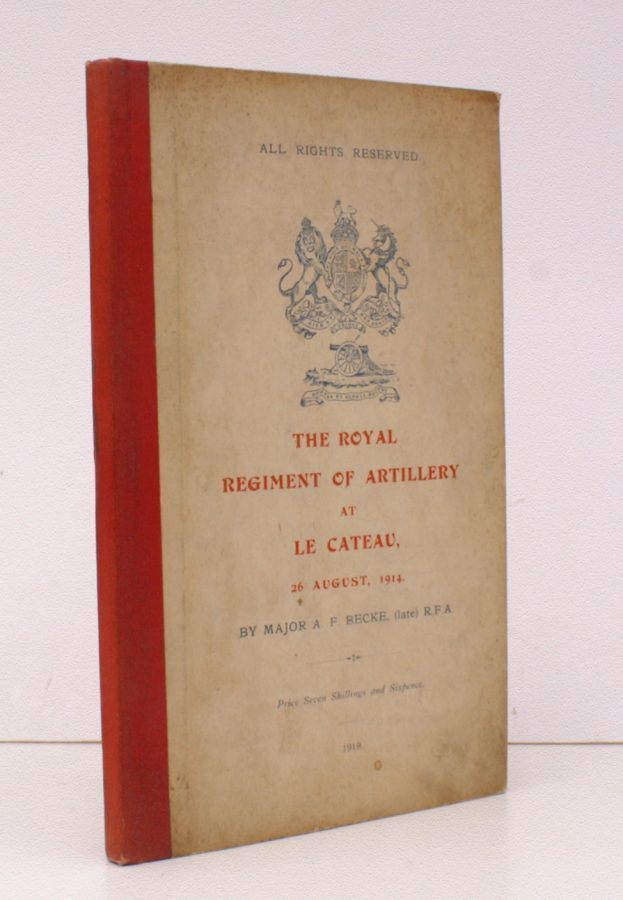 ALL RIGHTS RESERVED.
THE ROYAL
REGIMENT OF ARTILLERY
AT
LE CATEAU,
26 AUGUST, 1914.
BY MAJOR A. F. BECKE, (late) R.F.A
Price Seven Shillings and Sixpence.
1919.